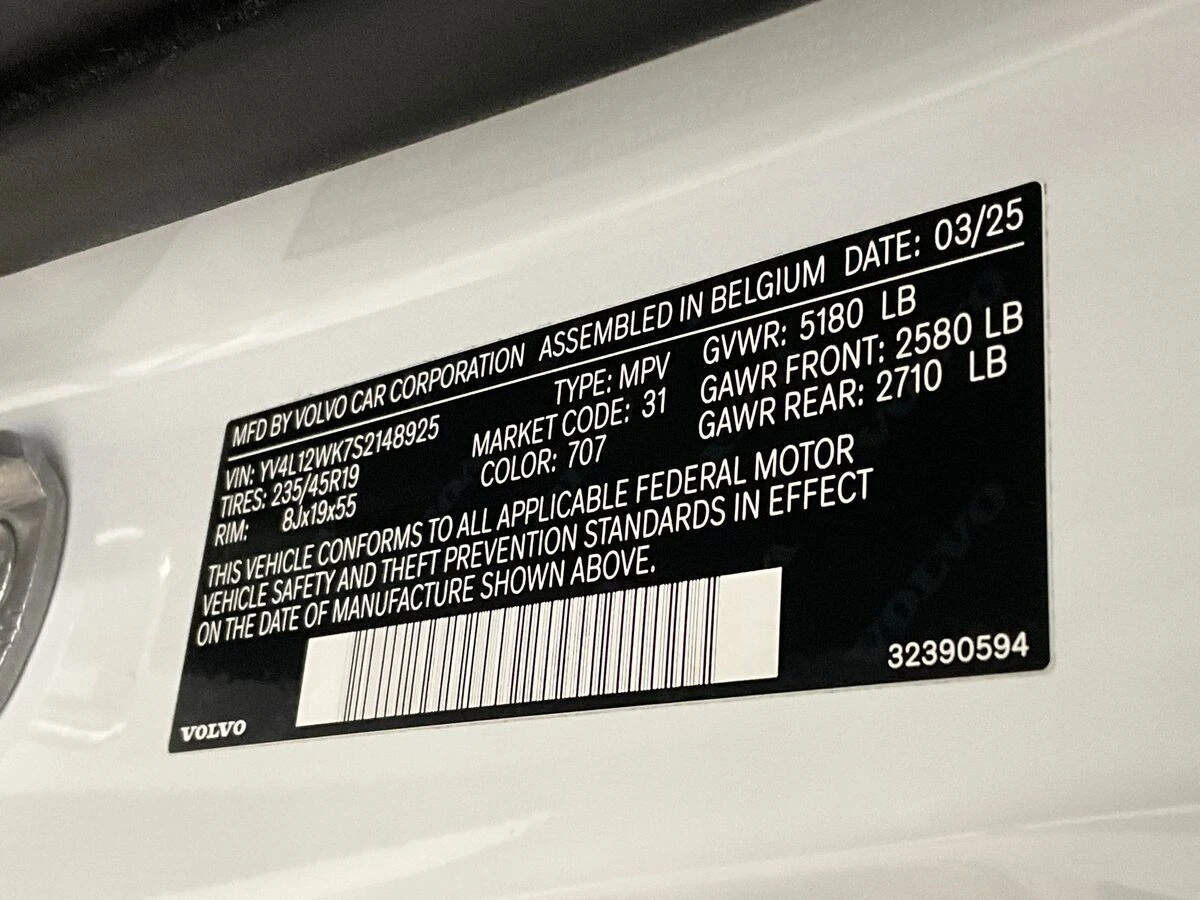 MFD BY VOLVO CAR CORPORATION ASSEMBLED IN BELGIUM DATE: 03/25
VIN: YV4L12WK7S2148925 TYPE: MPV GVWR: 5180 LB
TIRES: 235/45R19 MARKET CODE: 31 GAWR FRONT: 2580 LB
RIM: 8Jx19x55 COLOR: 707 GAWR REAR: 2710 LB
THIS VEHICLE CONFORMS TO ALL APPLICABLE FEDERAL MOTOR
VEHICLE SAFETY AND THEFT PREVENTION STANDARDS IN EFFECT
ON THE DATE OF MANUFACTURE SHOWN ABOVE.
VOLVO
32390594